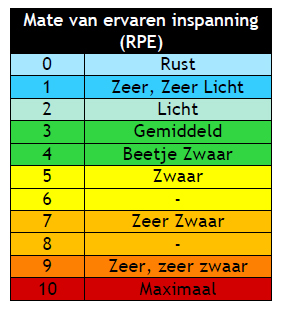 Mate van ervaren inspanning
(RPE)
0 Rust
1 Zeer, Zeer Licht
2 Licht
3 Gemiddeld
4 Beetje Zwaar
5 Zwaar
6 -
7 Zeer Zwaar
8 -
9 Zeer, zeer zwaar
10 Maximaal